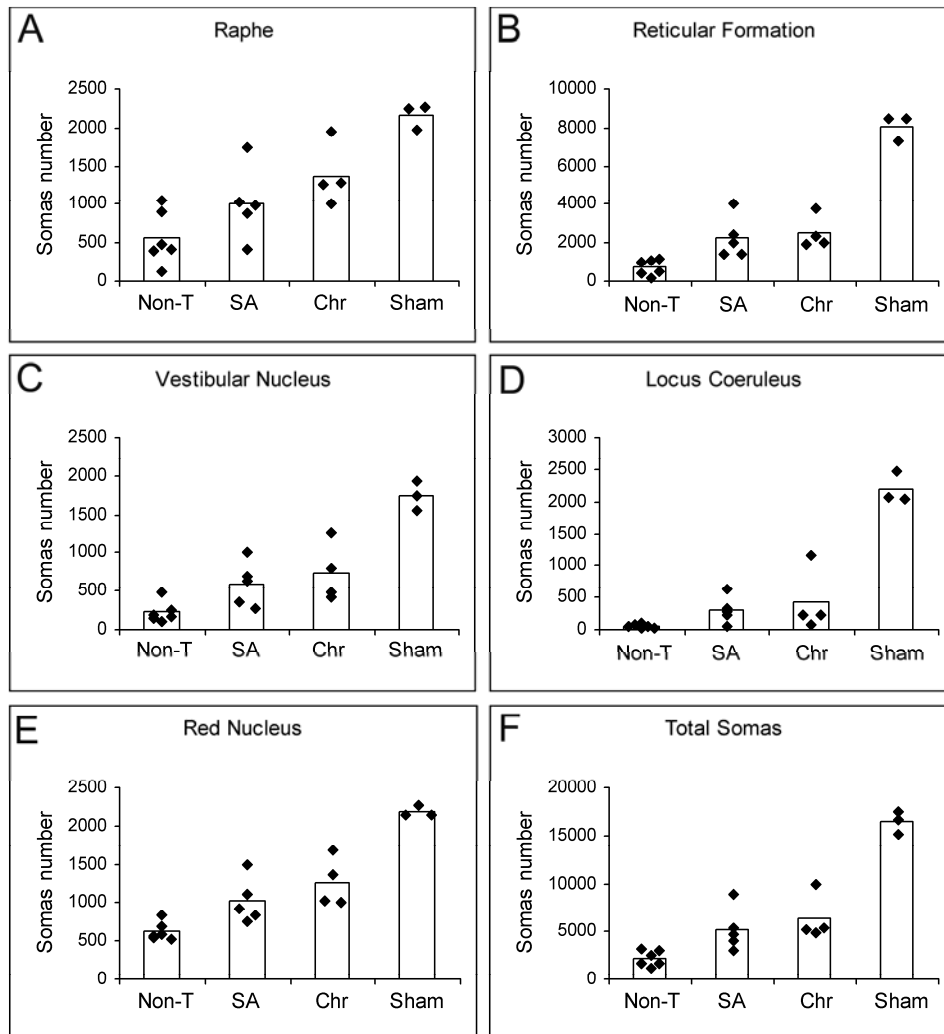 A
Raphe
Somas number
2500
2000
1500
1000
500
0
Non-T SA Chr Sham
B
Reticular Formation
Somas number
10000
8000
6000
4000
2000
0
Non-T SA Chr Sham
C
Vestibular Nucleus
Somas number
2500
2000
1500
1000
500
0
Non-T SA Chr Sham
D
Locus Coeruleus
Somas number
3000
2500
2000
1500
1000
500
0
Non-T SA Chr Sham
E
Red Nucleus
Somas number
2500
2000
1500
1000
500
0
Non-T SA Chr Sham
F
Total Somas
Somas number
20000
15000
10000
5000
0
Non-T SA Chr Sham